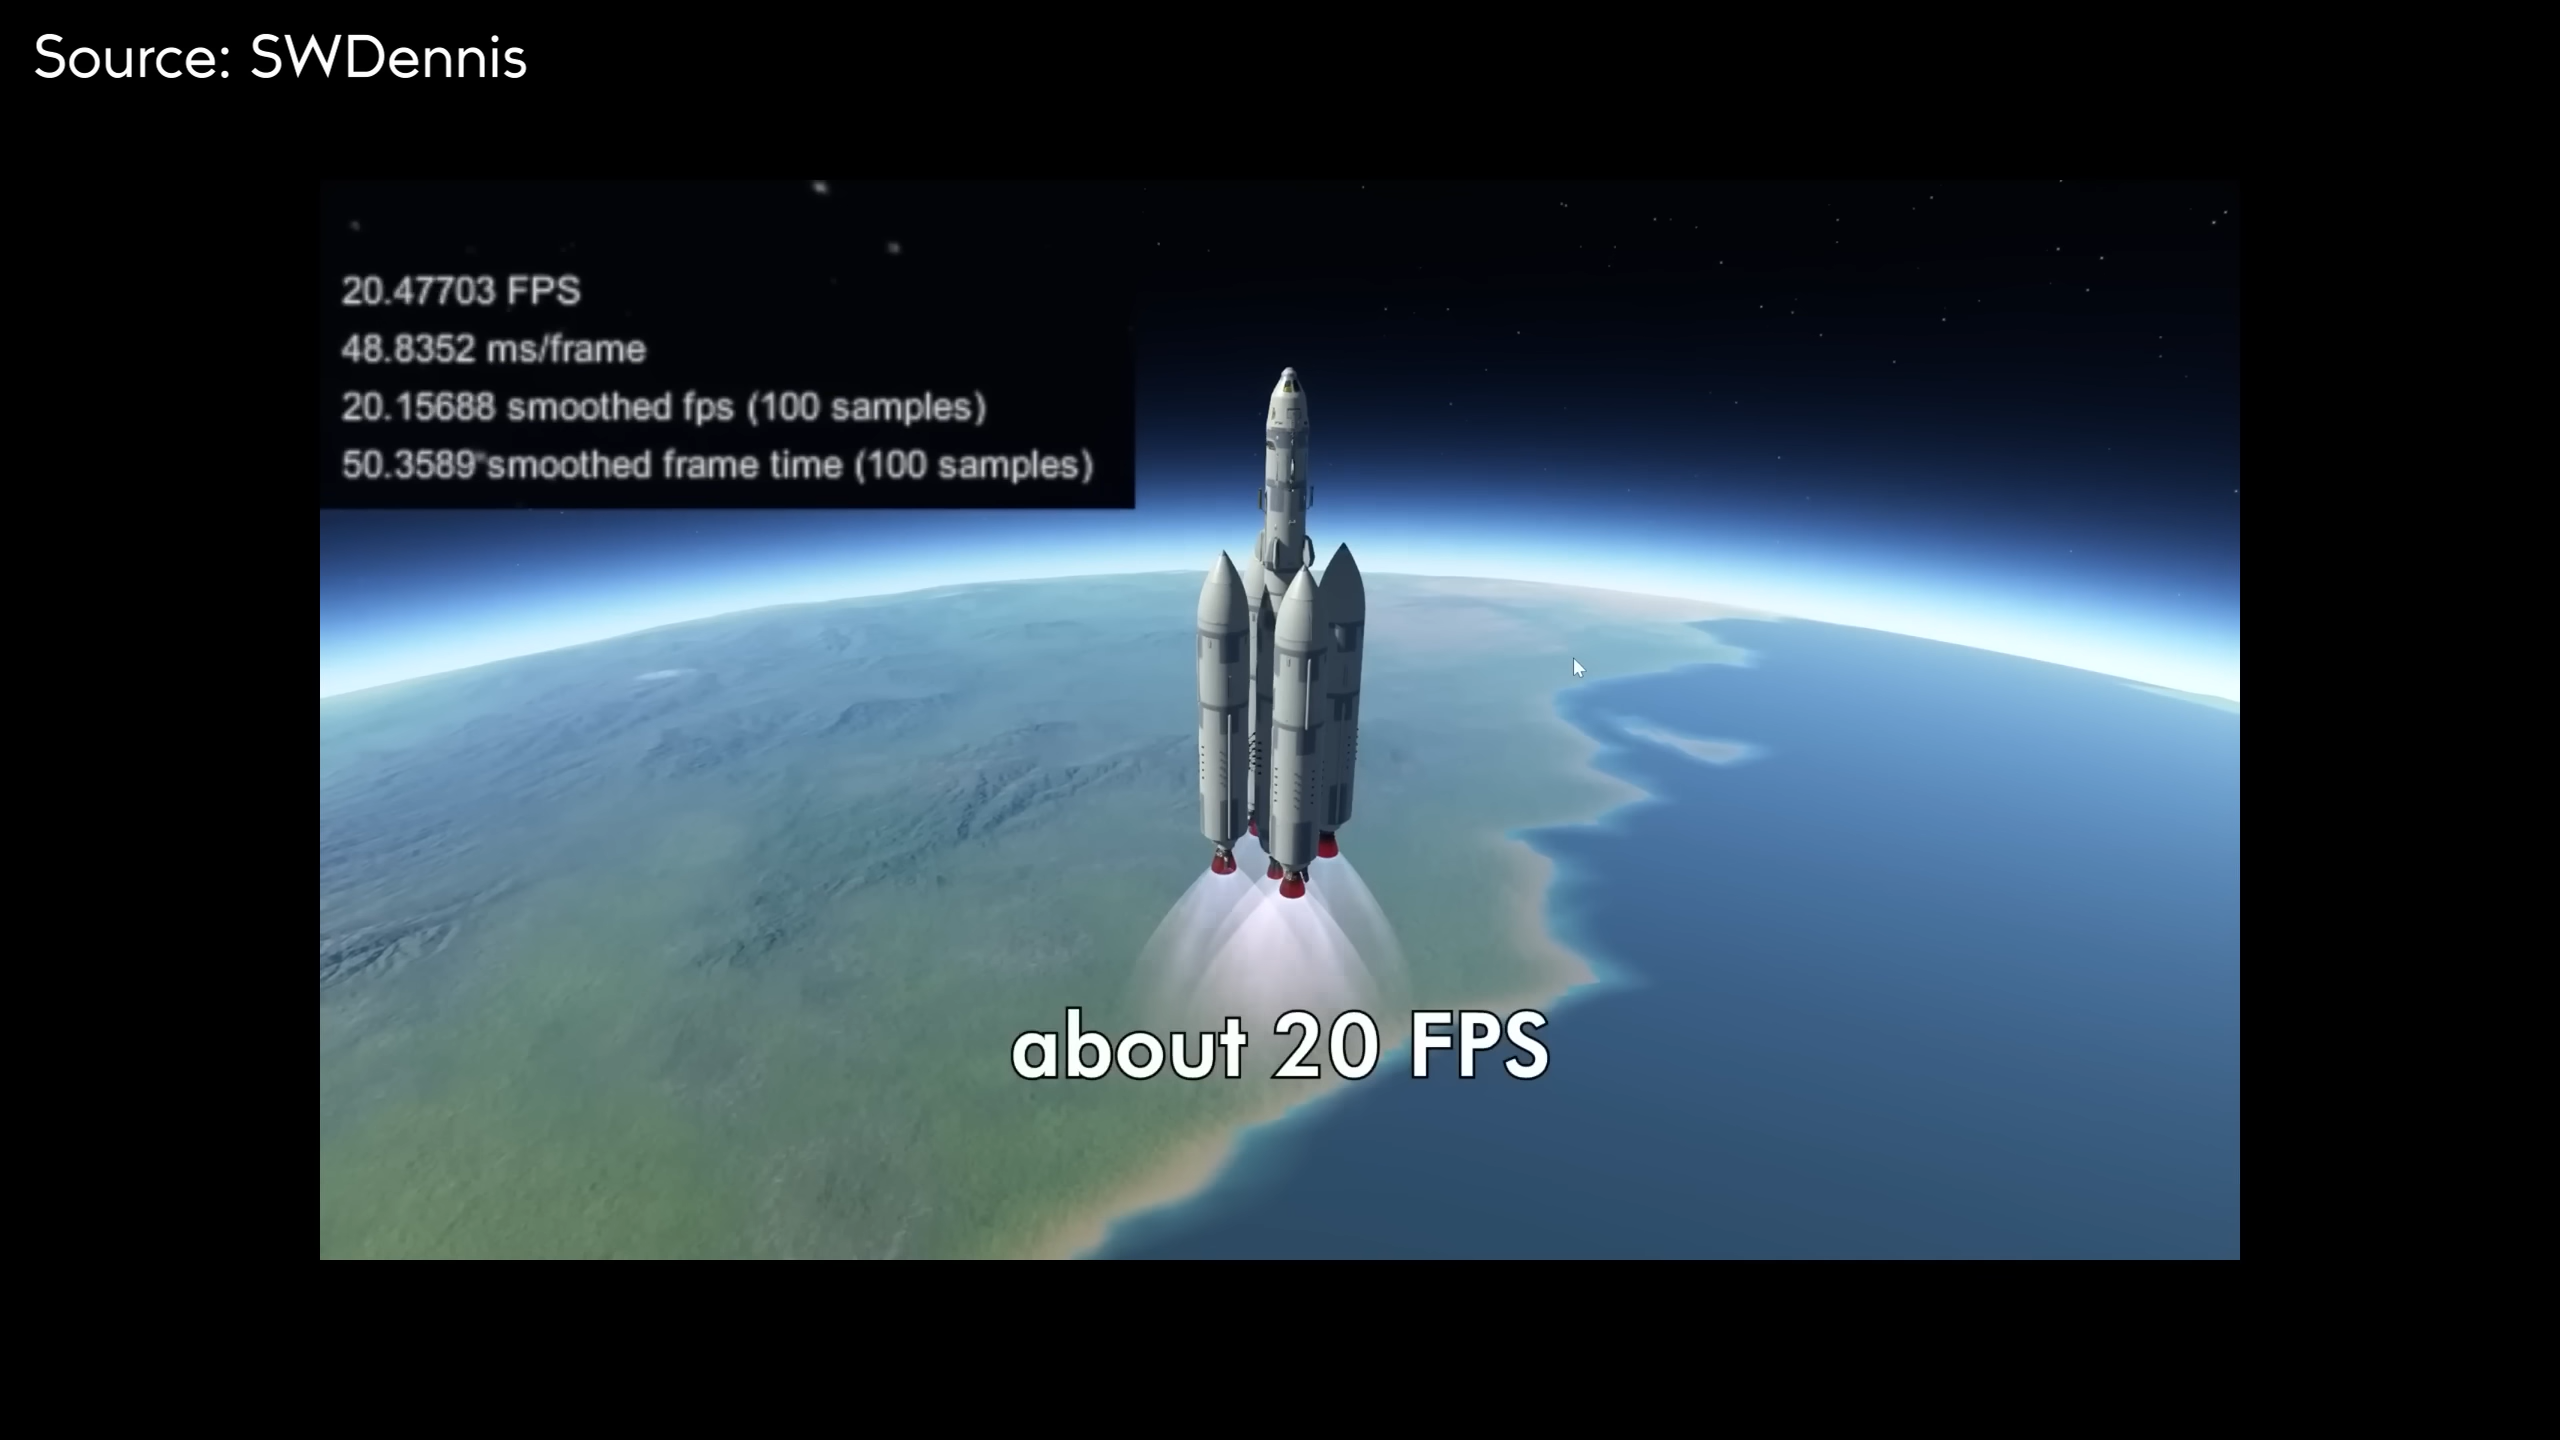 Source: SWDennis
20.47703 FPS
48.8352 ms/frame
20.15688 smoothed fps (100 samples)
50.3589 smoothed frame time (100 samples)
about 20 FPS